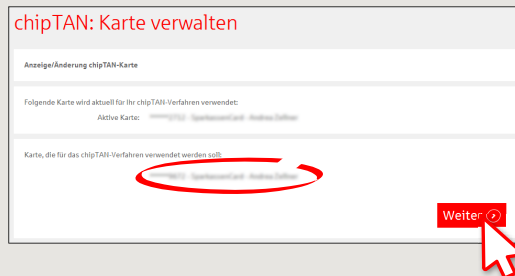 chipTAN: Karte verwalten
Anzeige/Änderung chipTAN-Karte
Folgende Karte wird aktuell für Ihr chipTAN-Verfahren verwendet:
Aktive Karte:
Karte, die für das chipTAN-Verfahren verwendet werden soll:
Weiter